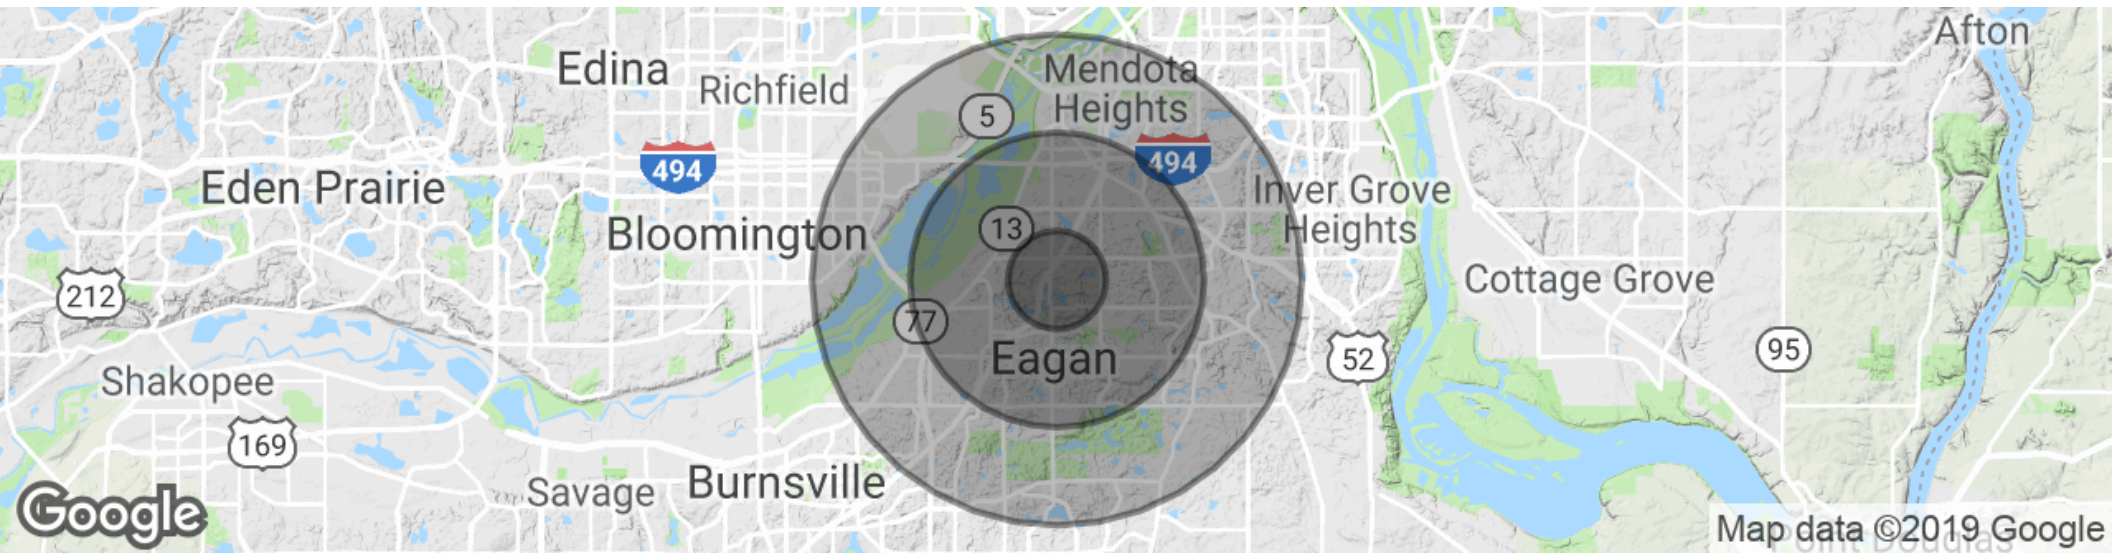 Afton
Edina
Mendota
Heights
Richfield
5
494
494
Eden Prairie
Inver Grove
Heights
Bloomington
13
Cottage Grove
212
77
Eagan
52
95
Shakopee
169
Savage
Burnsville
Google
Map data ©2019 Google